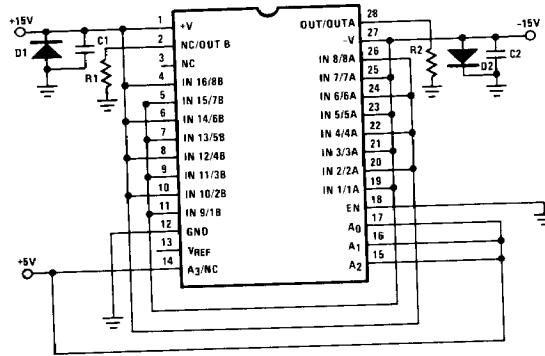 +15V
D1
C1
R1
1 +V
2 NC/OUT B
3 NC
4 IN 16/8B
5 IN 15/7B
6 IN 14/6B
7 IN 13/5B
8 IN 12/4B
9 IN 11/3B
10 IN 10/2B
11 IN 9/1B
12 GND
13 VREF
14 A3/NC
+5V
OUT/OUTA 28
-V 27
IN 8/8A 26
IN 7/7A 25
IN 6/6A 24
IN 5/5A 23
IN 4/4A 22
IN 3/3A 21
IN 2/2A 20
IN 1/1A 19
EN 18
A0 17
A1 16
A2 15
-15V
R2
D2
C2